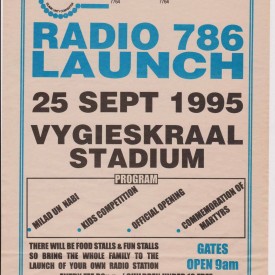 RADIO 786
LAUNCH
25 SEPT 1995
VYGIESKRAAL
STADIUM
PROGRAM
• MILAD UN NABI
• KIDS COMPETITION
• OFFICIAL OPENING
• COMMEMORATION OF MARTYRS
THERE WILL BE FOOD STALLS & FUN STALLS
SO BRING THE WHOLE FAMILY TO THE
LAUNCH OF YOUR OWN RADIO STATION
GATES
OPEN 9am